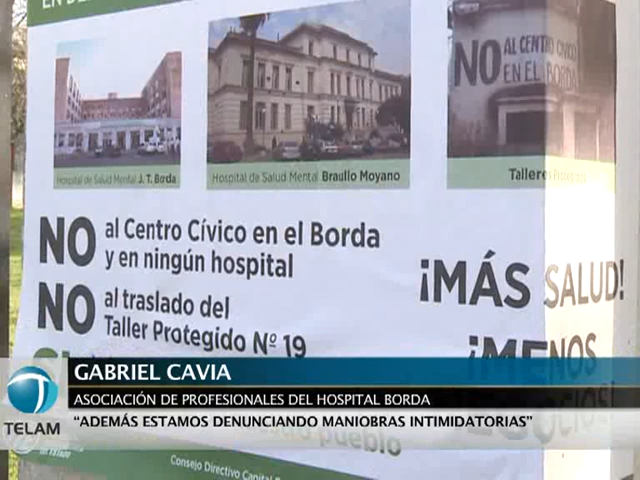 NO AL CENTRO CÍVICO
EN EL BORDA
Hospital de Salud Mental J. T. Borda
Hospital de Salud Mental Braulio Moyano
Talleres Protegidos
NO al Centro Cívico en el Borda
y en ningún hospital
NO al traslado del
Taller Protegido Nº 19
¡MÁS SALUD!
¡MENOS
GABRIEL CAVIA
ASOCIACIÓN DE PROFESIONALES DEL HOSPITAL BORDA
"ADEMÁS ESTAMOS DENUNCIANDO MANIOBRAS INTIMIDATORIAS"
TELAM
pueblo
Consejo Directivo Capital